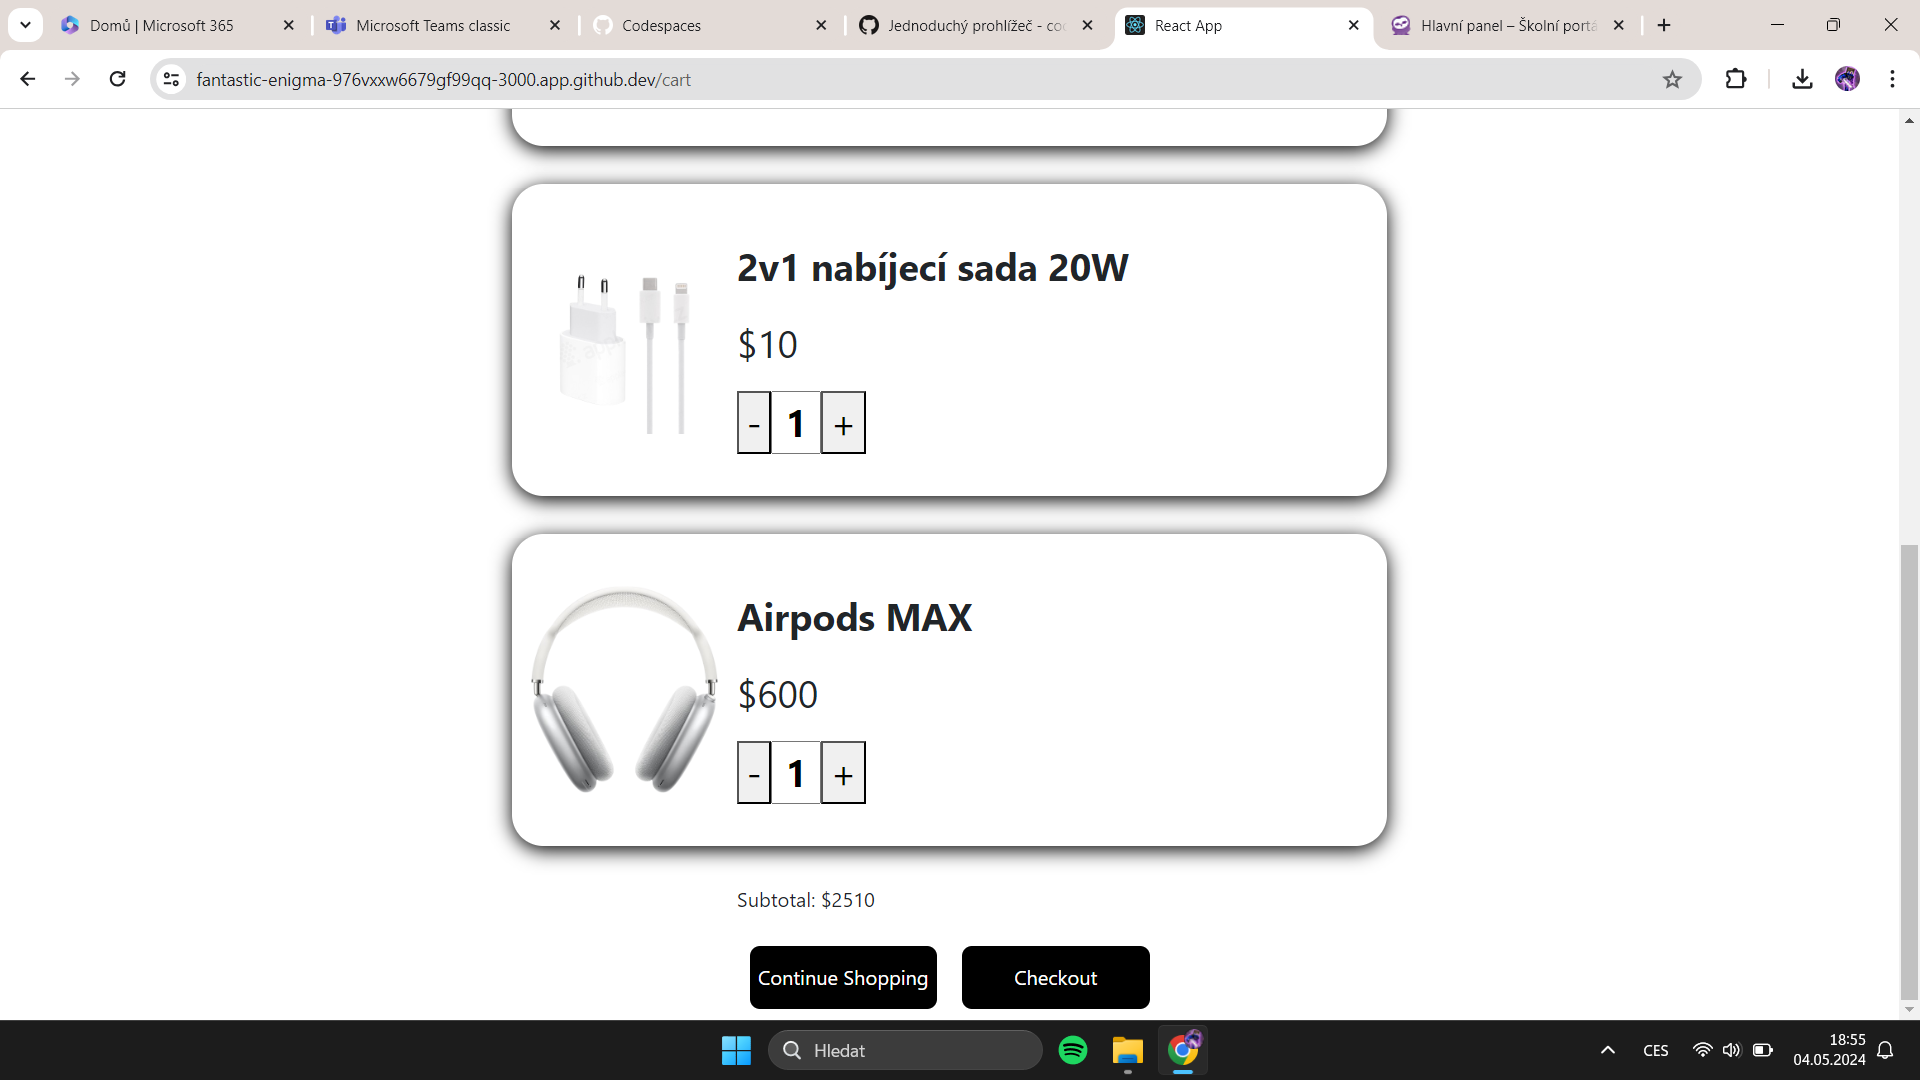 Domů | Microsoft 365
Microsoft Teams classic
Codespaces
Jednoduchý prohlížeč - coc
React App
Hlavní panel – Školní portá
fantastic-enigma-976vxxw6679gf99qq-3000.app.github.dev/cart
2v1 nabíjecí sada 20W
$10
- 1 +
Airpods MAX
$600
- 1 +
Subtotal: $2510
Continue Shopping
Checkout
Hledat
CES
18:55
04.05.2024